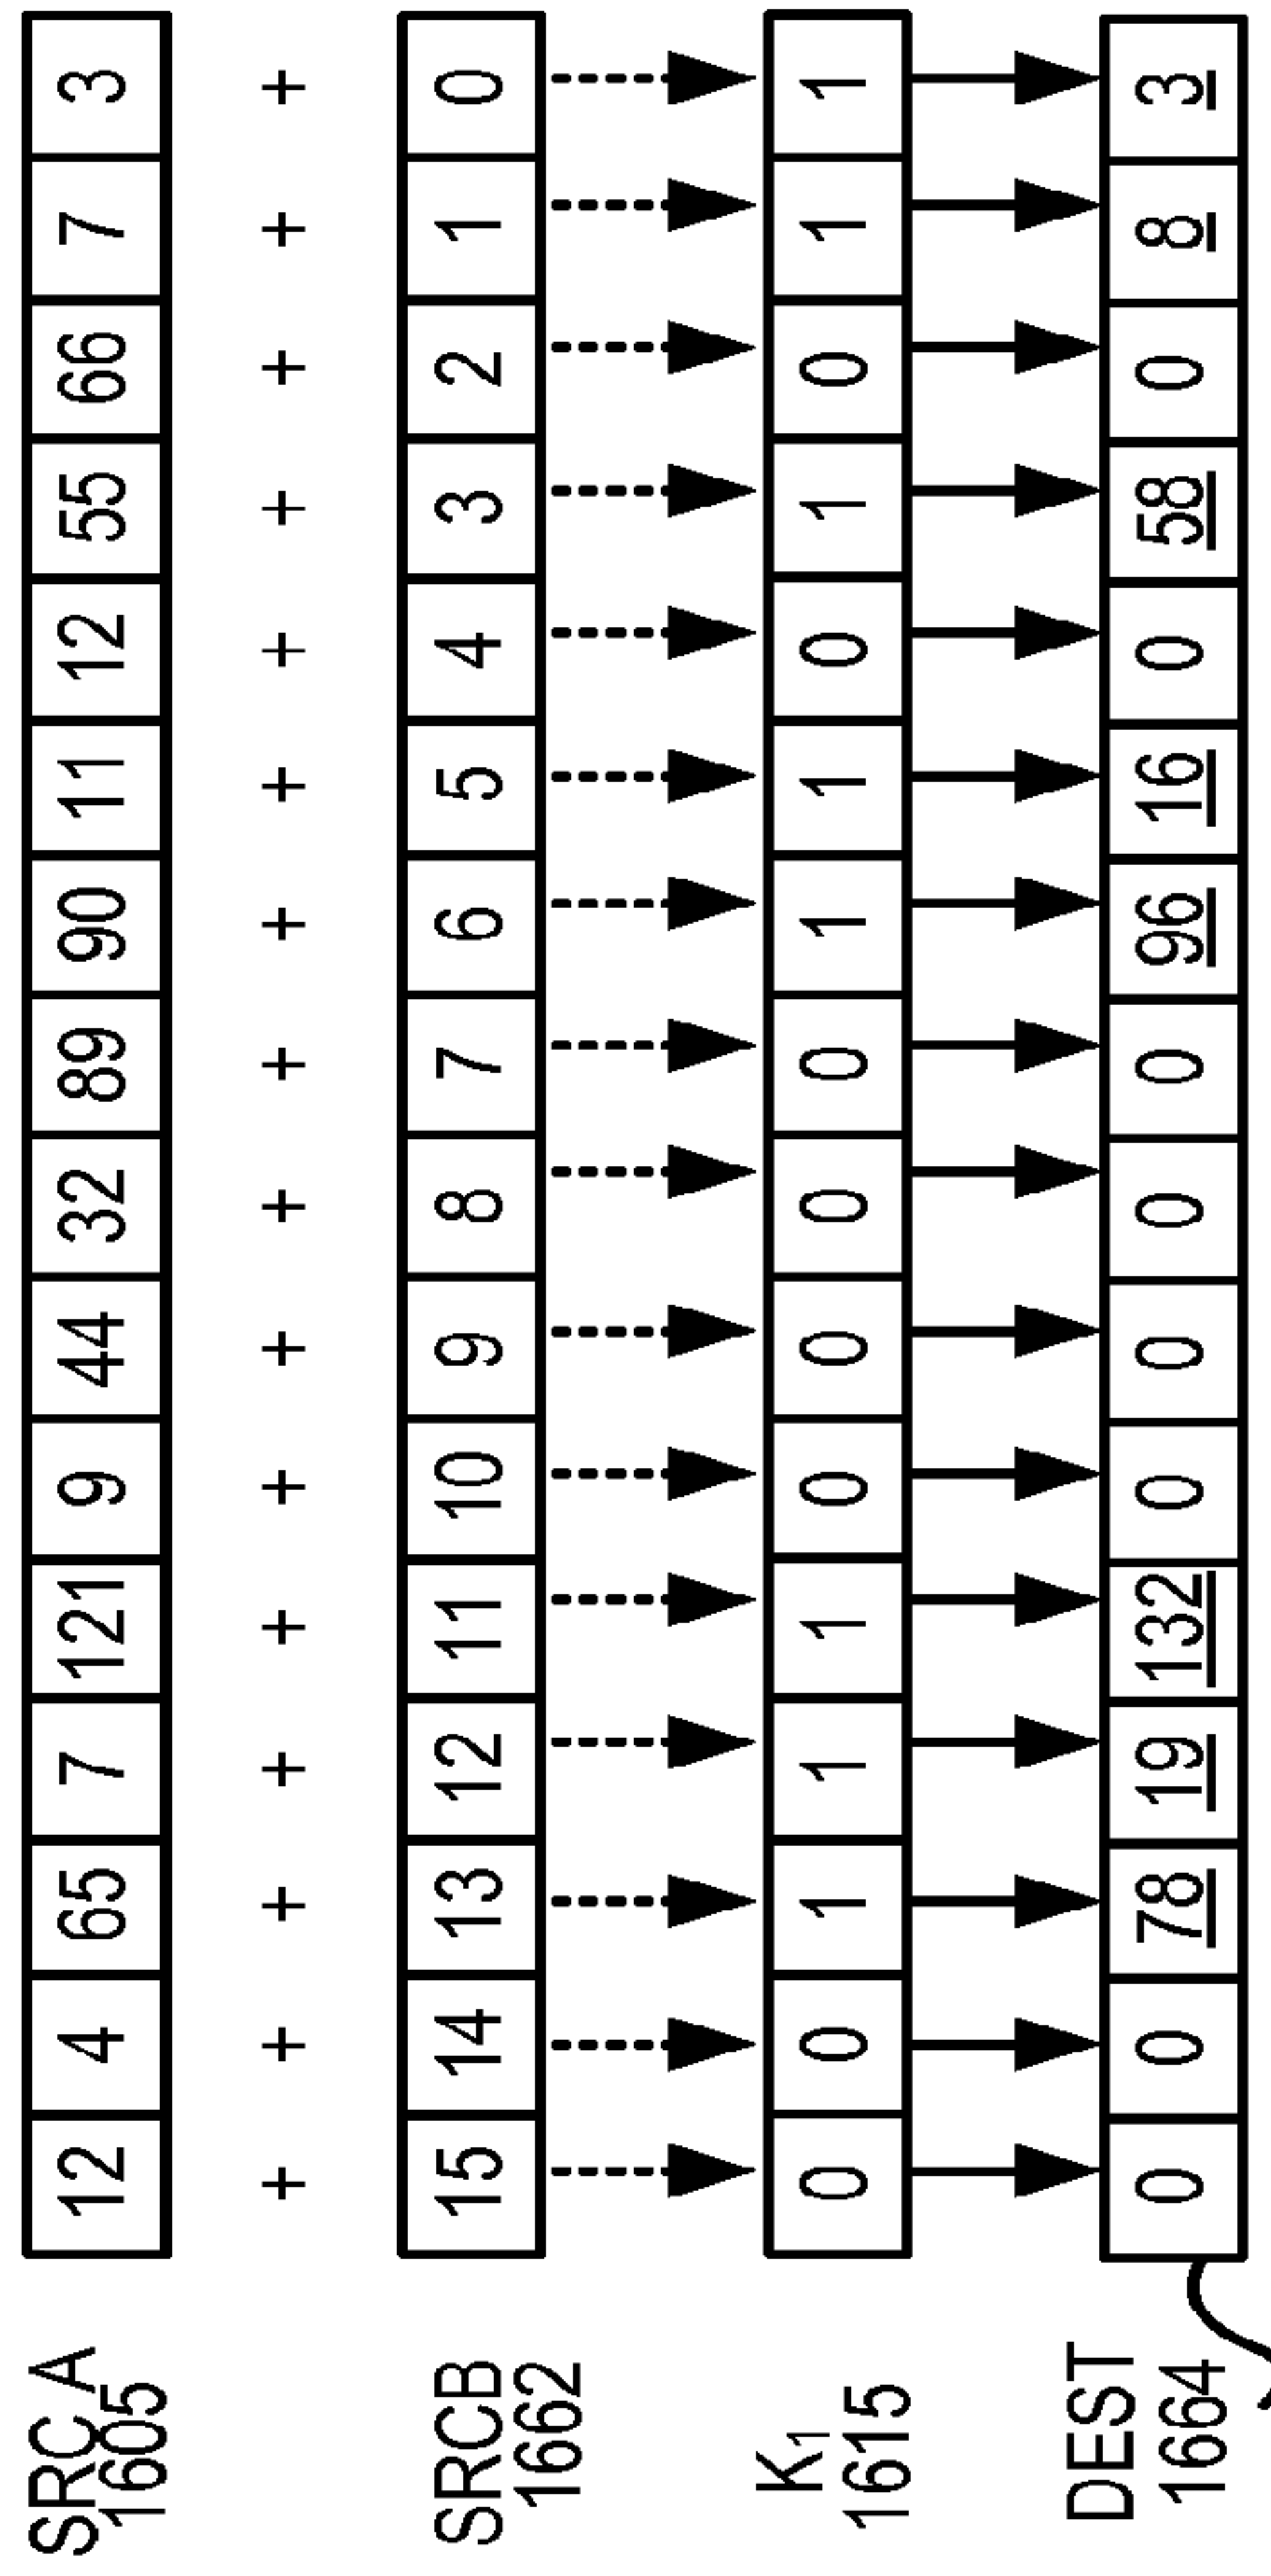 SRC A 12 4 65 7 121 9 44 32 89 90 11 12 55 66 7 3
1605
+ + + + + + + + + + + + + + + +
SRCB 15 14 13 12 11 10 9 8 7 6 5 4 3 2 1 0
1662
K1 0 0 1 1 1 0 0 0 0 1 1 0 1 0 1 1
1615
DEST 0 0 78 19 132 0 0 0 0 96 16 0 58 0 8 3
1664